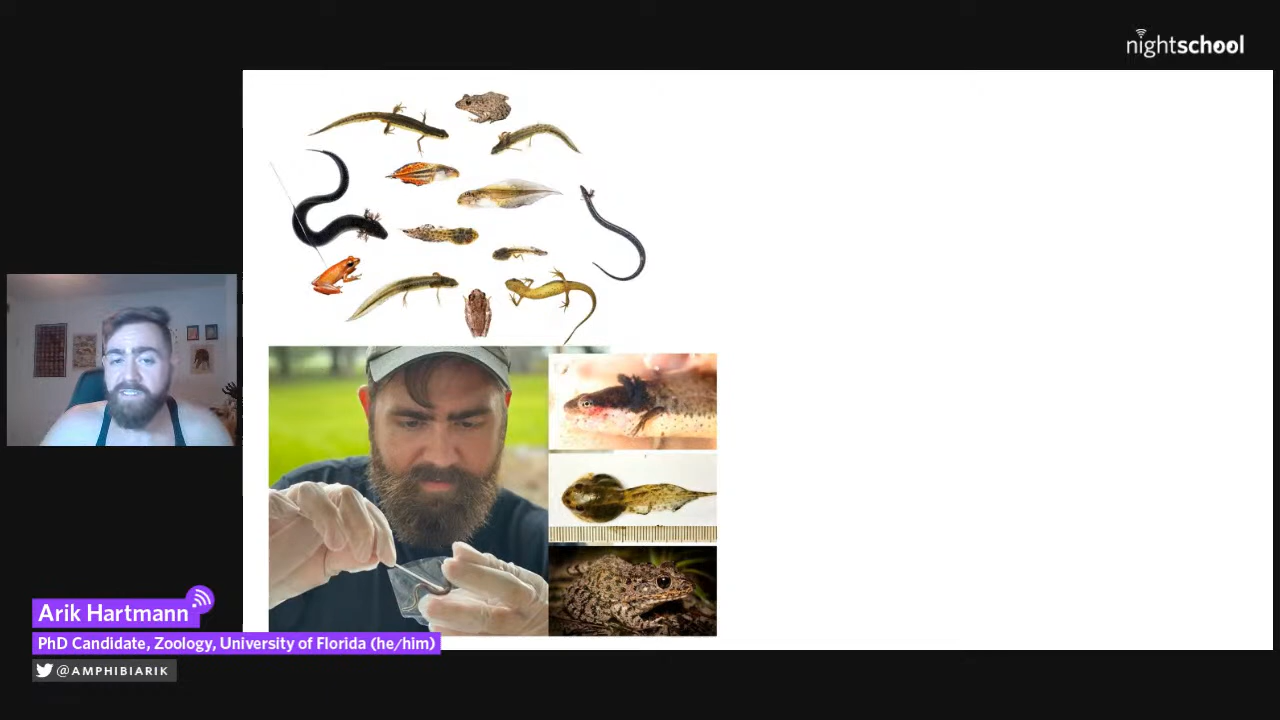 nightschool
Arik Hartmann
PhD Candidate, Zoology, University of Florida (he/him)
@AMPHIBIARIK